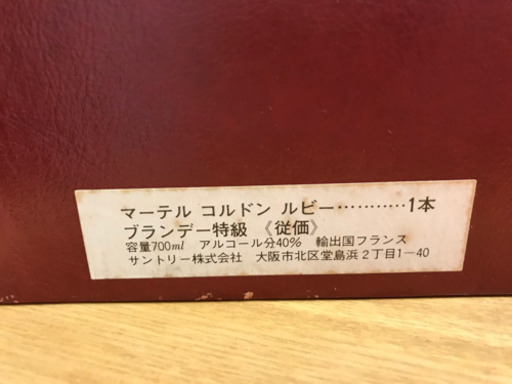 マーテル コルドン ルビー…………1本
ブランデー特級 《従価》
容量700ml アルコール分40% 輸出国フランス
サントリー株式会社 大阪市北区堂島浜2丁目1-40